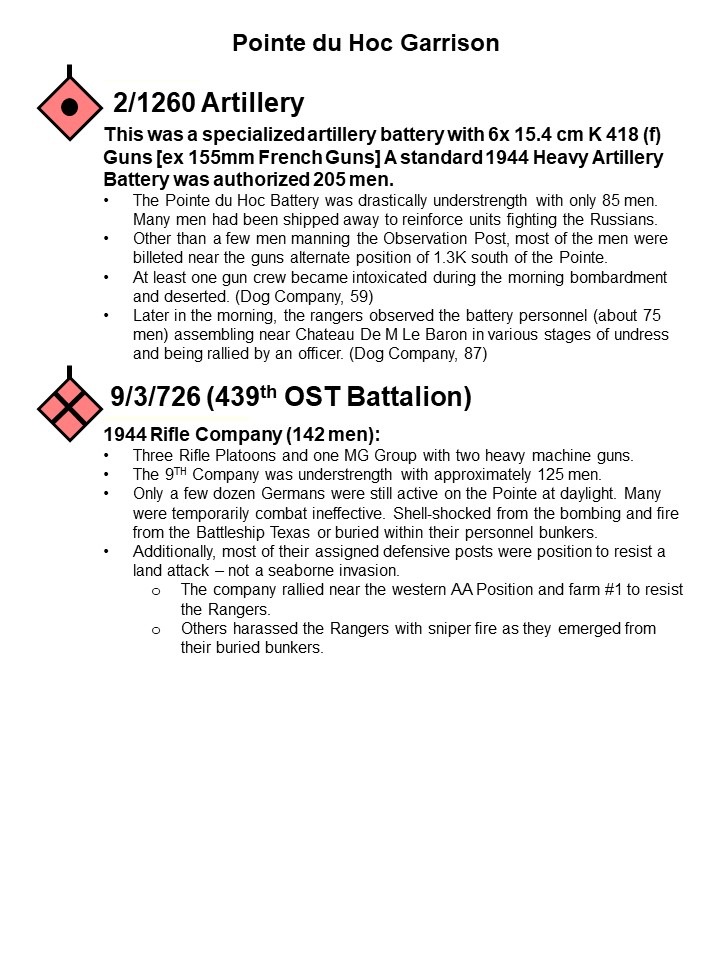 Pointe du Hoc Garrison
2/1260 Artillery
This was a specialized artillery battery with 6x 15.4 cm K 418 (f)
Guns [ex 155mm French Guns] A standard 1944 Heavy Artillery
Battery was authorized 205 men.
• The Pointe du Hoc Battery was drastically understrength with only 85 men.
Many men had been shipped away to reinforce units fighting the Russians.
• Other than a few men manning the Observation Post, most of the men were
billeted near the guns alternate position of 1.3K south of the Pointe.
• At least one gun crew became intoxicated during the morning bombardment
and deserted. (Dog Company, 59)
• Later in the morning, the rangers observed the battery personnel (about 75
men) assembling near Chateau De M Le Baron in various stages of undress
and being rallied by an officer. (Dog Company, 87)
9/3/726 (439th OST Battalion)
1944 Rifle Company (142 men):
• Three Rifle Platoons and one MG Group with two heavy machine guns.
• The 9TH Company was understrength with approximately 125 men.
• Only a few dozen Germans were still active on the Pointe at daylight. Many
were temporarily combat ineffective. Shell-shocked from the bombing and fire
from the Battleship Texas or buried within their personnel bunkers.
• Additionally, most of their assigned defensive posts were position to resist a
land attack – not a seaborne invasion.
o The company rallied near the western AA Position and farm #1 to resist
the Rangers.
o Others harassed the Rangers with sniper fire as they emerged from
their buried bunkers.